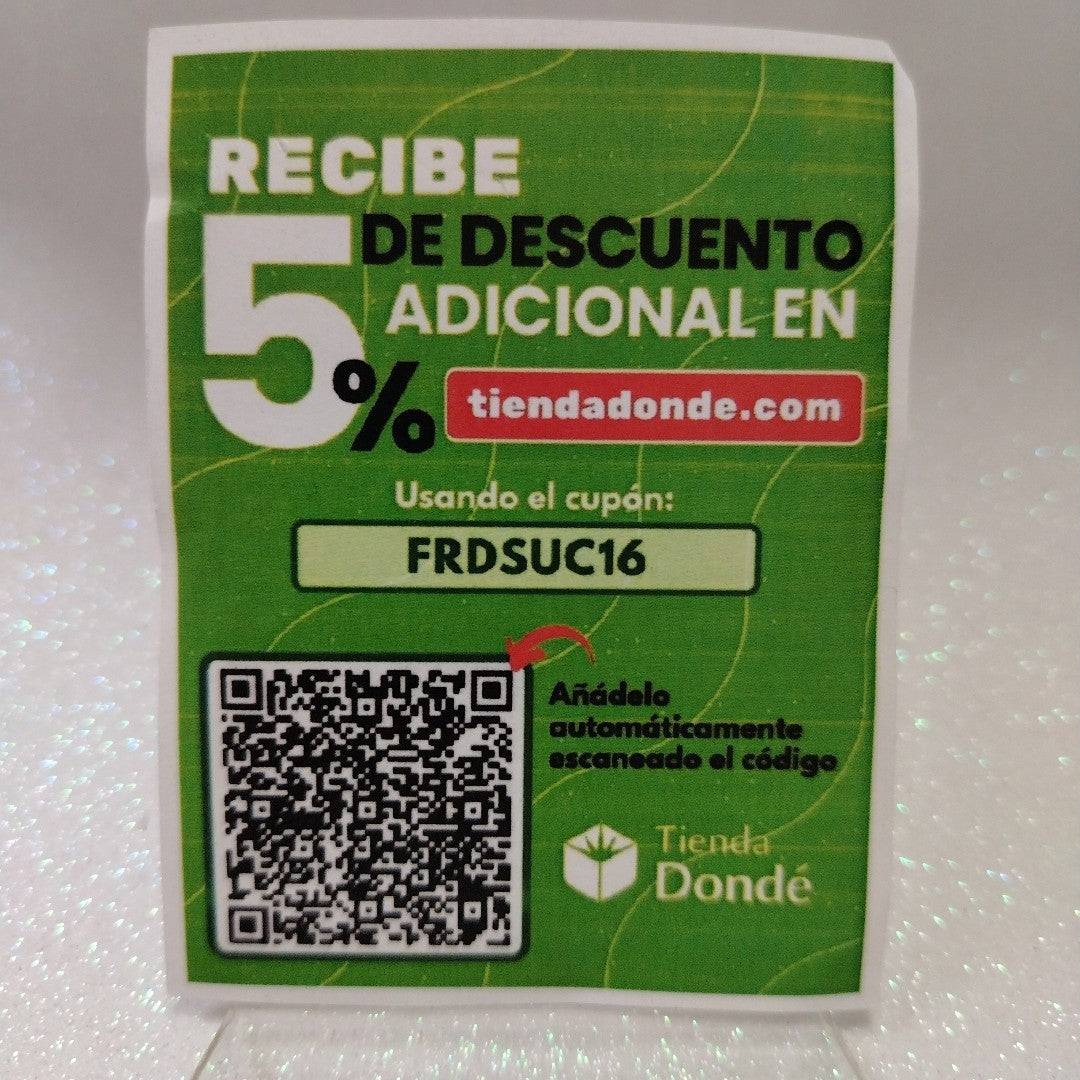 RECIBE
5% DE DESCUENTO
ADICIONAL EN
tiendadonde.com
Usando el cupón:
FRDSUC16
Añádelo
automáticamente
escaneado el código
Tienda
Dondé